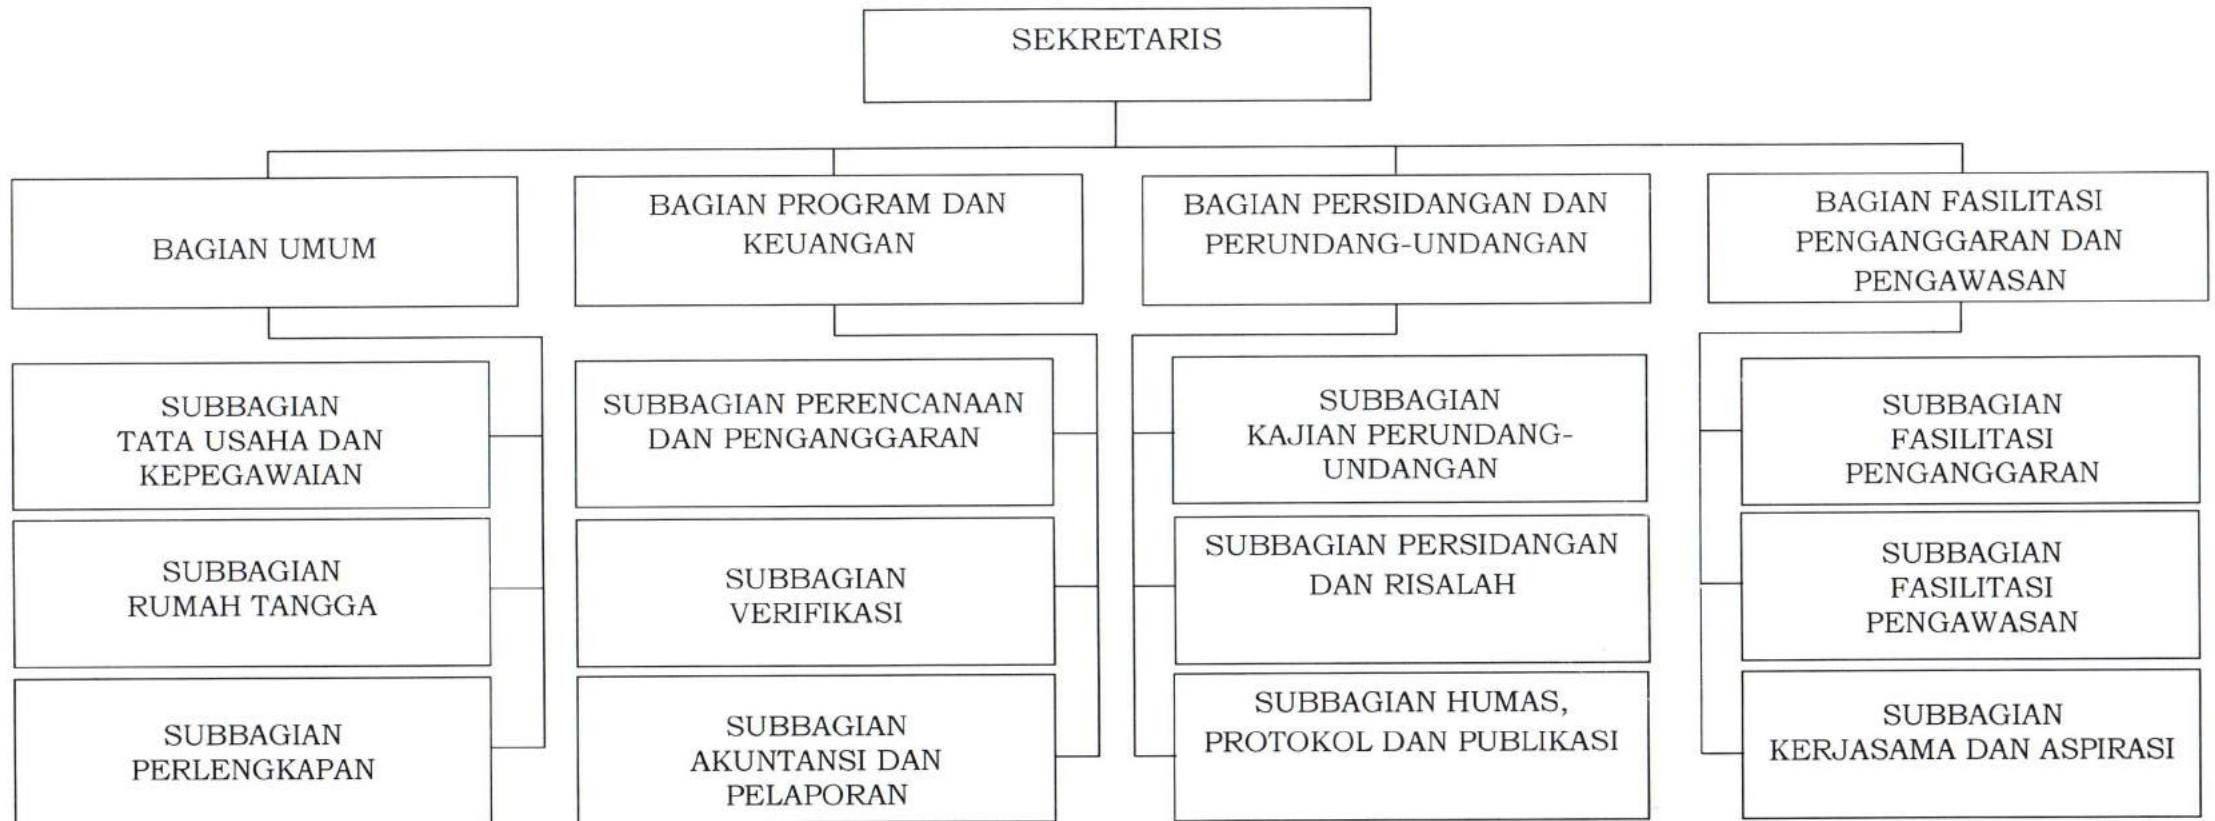 SEKRETARIS
BAGIAN UMUM
BAGIAN PROGRAM DAN
KEUANGAN
BAGIAN PERSIDANGAN DAN
PERUNDANG-UNDANGAN
BAGIAN FASILITASI
PENGANGGARAN DAN
PENGAWASAN
SUBBAGIAN
TATA USAHA DAN
KEPEGAWAIAN
SUBBAGIAN PERENCANAAN
DAN PENGANGGARAN
SUBBAGIAN
KAJIAN PERUNDANG-
UNDANGAN
SUBBAGIAN
FASILITASI
PENGANGGARAN
SUBBAGIAN
RUMAH TANGGA
SUBBAGIAN
VERIFIKASI
SUBBAGIAN PERSIDANGAN
DAN RISALAH
SUBBAGIAN
FASILITASI
PENGAWASAN
SUBBAGIAN
PERLENGKAPAN
SUBBAGIAN
AKUNTANSI DAN
PELAPORAN
SUBBAGIAN HUMAS,
PROTOKOL DAN PUBLIKASI
SUBBAGIAN
KERJASAMA DAN ASPIRASI